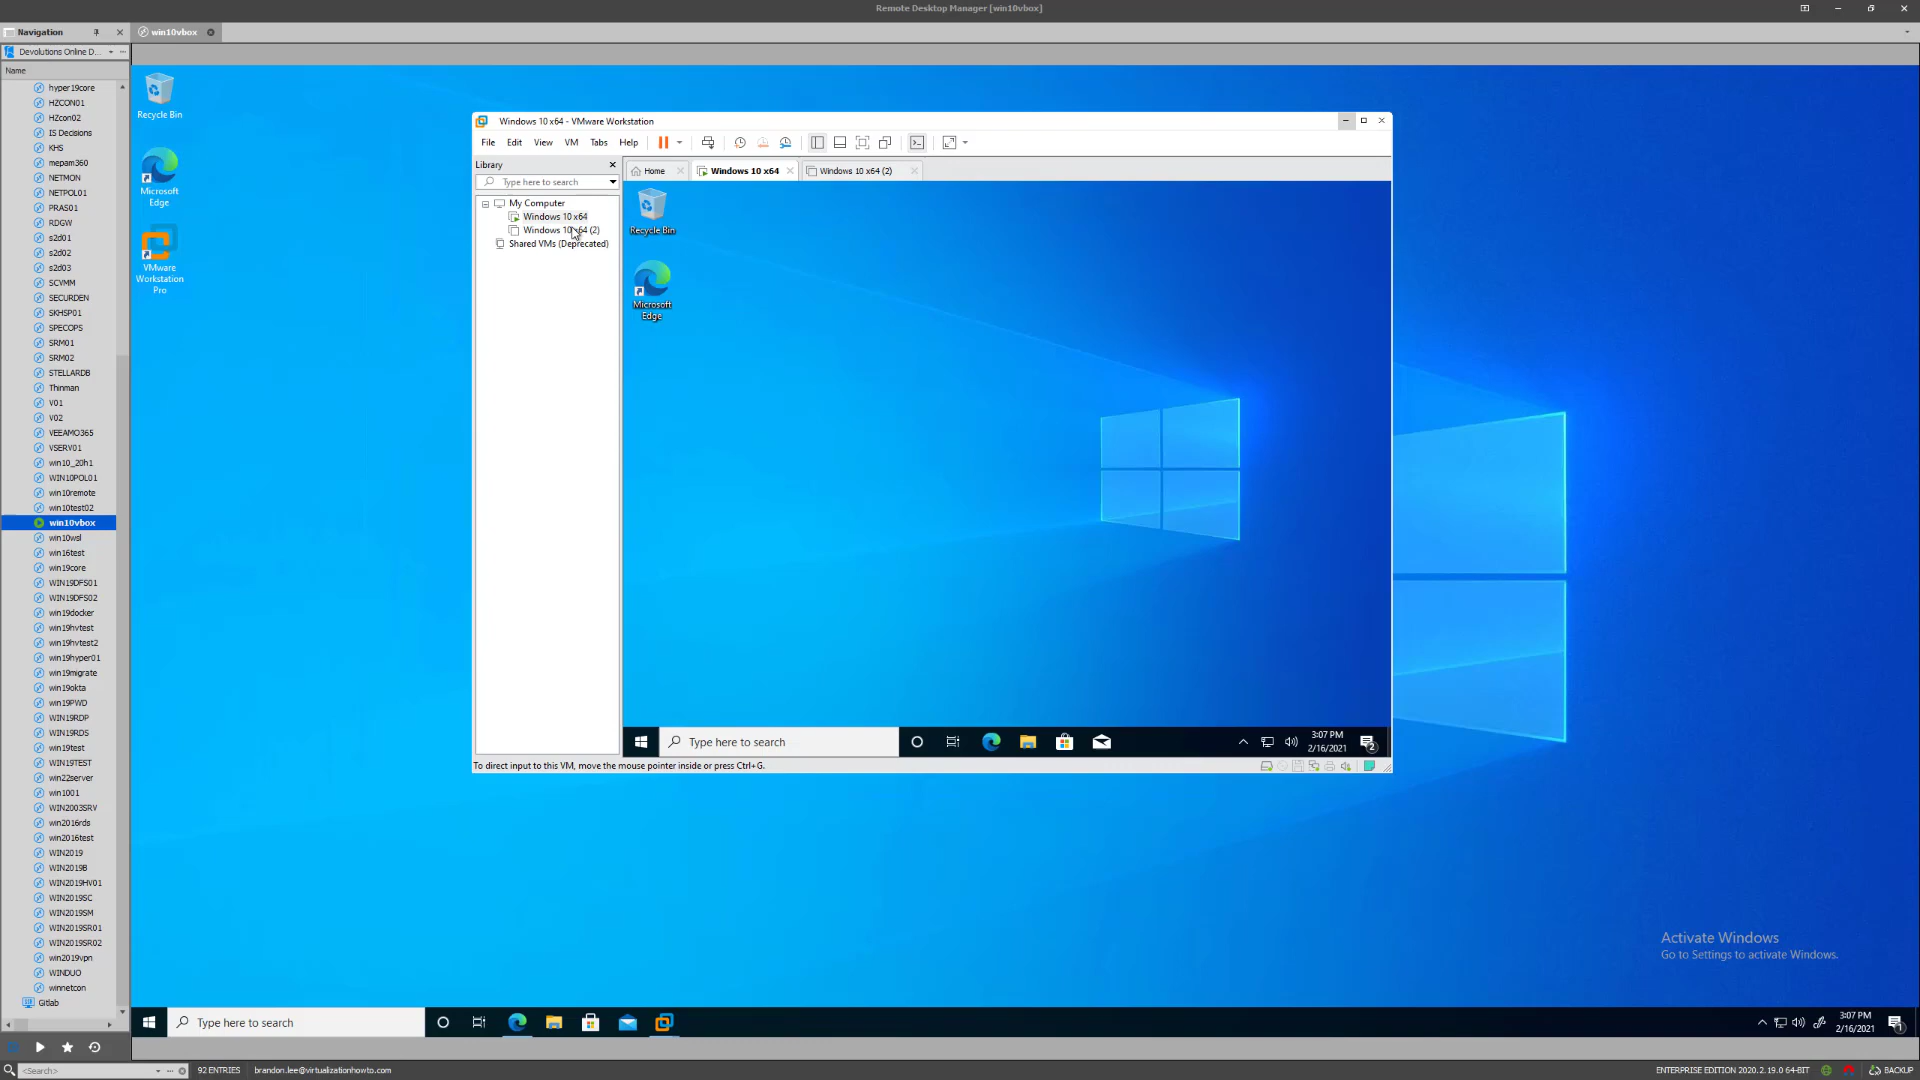 Remote Desktop Manager [win10vbox]
Navigation
win10vbox
Devolutions Online D...
Name
hyper19core
HZCON01
HZcon02
IS Decisions
KHS
mepam360
NETMON
NETPOL01
PRAS01
RDGW
s2d01
s2d02
s2d03
SCVMM
SECURDEN
SKHSP01
SPECOPS
SRM01
SRM02
STELLARDB
Thinman
V01
V02
VEEAMO365
VSERV01
win10_20h1
WIN10POL01
win10remote
win10test02
win10vbox
win10wsl
win16test
win19core
WIN19DFS01
WIN19DFS02
win19docker
win19hvtest
win19hvtest2
win19hyper01
win19migrate
win19okta
win19PWD
WIN19RDP
WIN19RDS
win19test
WIN19TEST
win22server
win1001
WIN2003SRV
win2016rds
win2016test
WIN2019
WIN2019B
WIN2019HV01
WIN2019SC
WIN2019SM
WIN2019SR01
WIN2019SR02
win2019vpn
WINDUO
winnetcon
Gitlab
Recycle Bin
Microsoft
Edge
VMware
Workstation
Pro
Windows 10 x64 - VMware Workstation
File Edit View VM Tabs Help
Library
Type here to search
My Computer
Windows 10 x64
Windows 10 x64 (2)
Shared VMs (Deprecated)
Home
Windows 10 x64
Windows 10 x64 (2)
Recycle Bin
Microsoft
Edge
Type here to search
3:07 PM
2/16/2021
2
To direct input to this VM, move the mouse pointer inside or press Ctrl+G.
Activate Windows
Go to Settings to activate Windows.
Type here to search
3:07 PM
2/16/2021
1
<Search>
92 ENTRIES
brandon.lee@virtualizationhowto.com
ENTERPRISE EDITION 2020.2.19.0 64-BIT
BACKUP